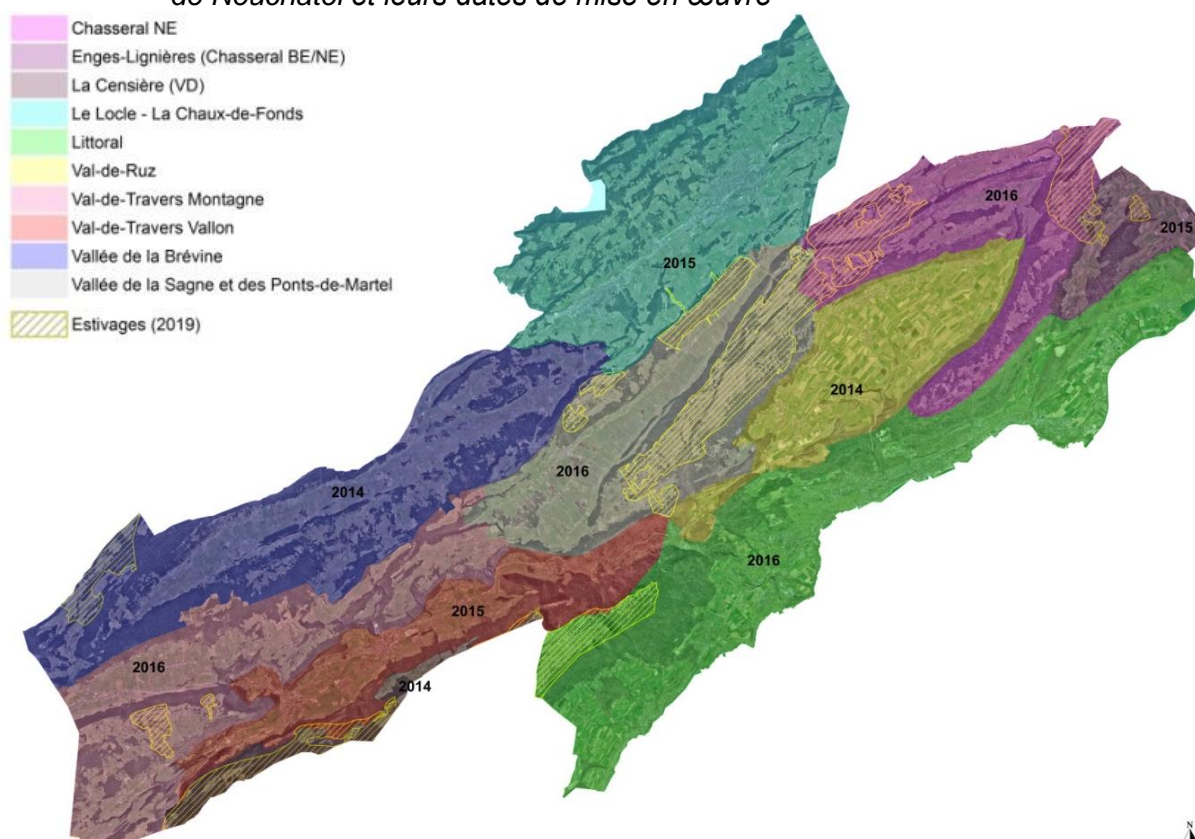 de Neuchâtel et leurs dates de mise en œuvre
Chasseral NE
Enges-Lignières (Chasseral BE/NE)
La Censière (VD)
Le Locle - La Chaux-de-Fonds
Littoral
Val-de-Ruz
Val-de-Travers Montagne
Val-de-Travers Vallon
Vallée de la Brévine
Vallée de la Sagne et des Ponts-de-Martel
Estivages (2019)
2016
2015
2015
2014
2016
2014
2016
2015
2016
2014
N